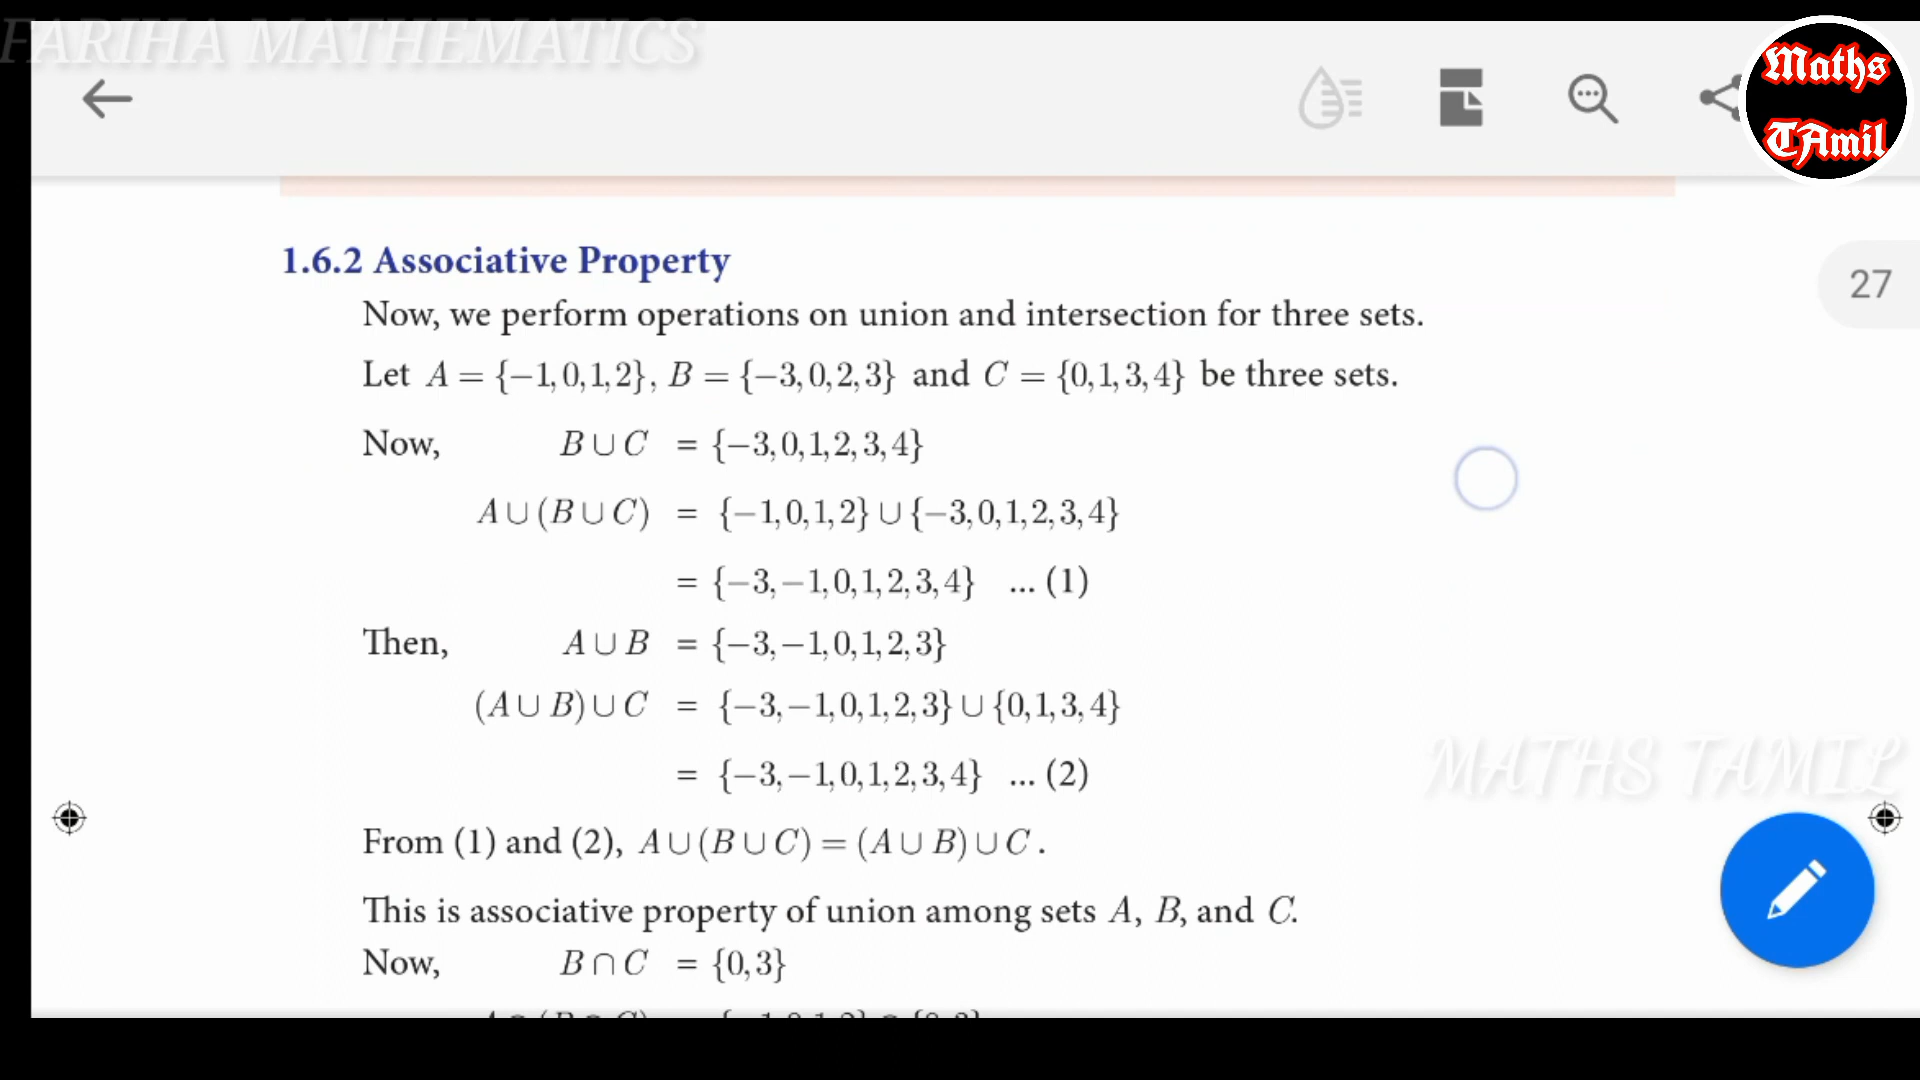 FARIHA MATHEMATICS
Maths
TAmil
27
1.6.2 Associative Property
Now, we perform operations on union and intersection for three sets.
Let A = {−1,0,1,2}, B = {−3,0,2,3} and C = {0,1,3,4} be three sets.
Now, B∪C = {−3,0,1,2,3,4}
A∪(B∪C) = {−1,0,1,2}∪{−3,0,1,2,3,4}
= {−3,−1,0,1,2,3,4} ... (1)
Then, A∪B = {−3,−1,0,1,2,3}
(A∪B)∪C = {−3,−1,0,1,2,3}∪{0,1,3,4}
= {−3,−1,0,1,2,3,4} ... (2)
MATHS TAMIL
From (1) and (2), A∪(B∪C) = (A∪B)∪C.
This is associative property of union among sets A, B, and C.
Now, B∩C = {0,3}